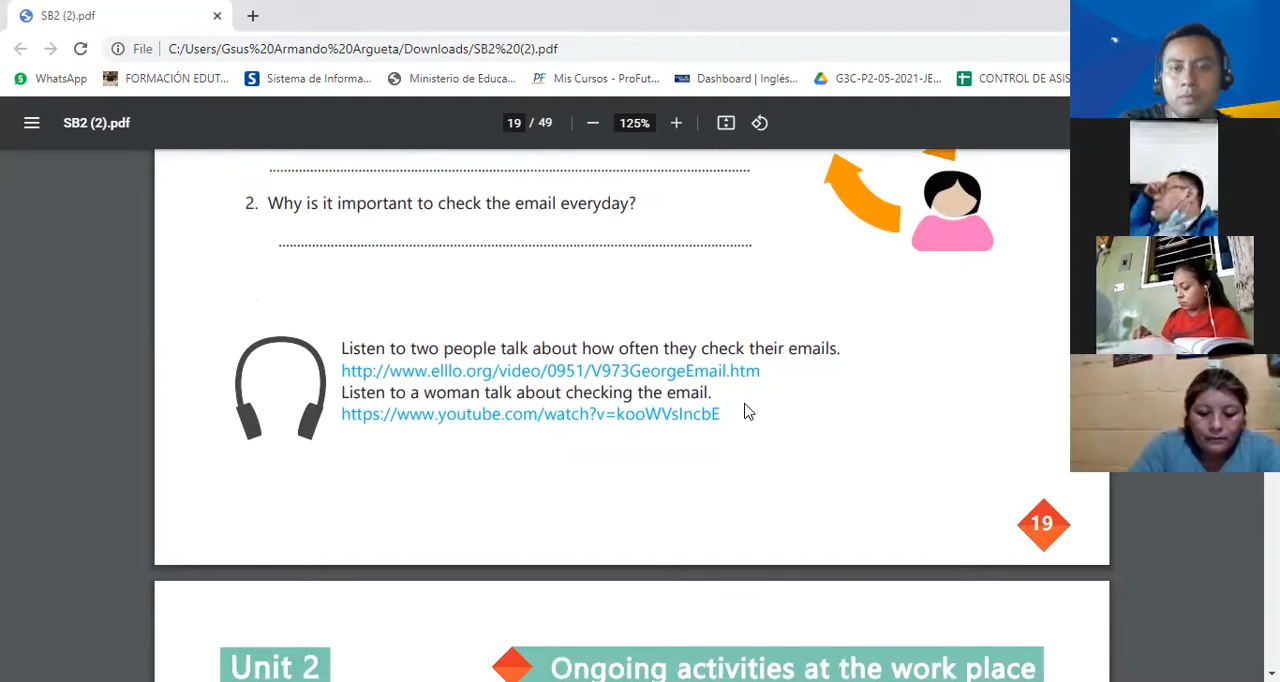 SB2 (2).pdf
File
C:/Users/Gsus%20Armando%20Argueta/Downloads/SB2%20(2).pdf
5 WhatsApp
FORMACIÓN EDUT...
S Sistema de Informa...
Ministerio de Educa...
PF Mis Cursos - ProFut...
Dashboard | Inglés...
G3C-P2-05-2021-JE...
CONTROL DE ASIS
SB2 (2).pdf
19 / 49
125%
2. Why is it important to check the email everyday?
Listen to two people talk about how often they check their emails.
http://www.elllo.org/video/0951/V973GeorgeEmail.htm
Listen to a woman talk about checking the email.
https://www.youtube.com/watch?v=kooWVsIncbE
19
Unit 2
Ongoing activities at the work place